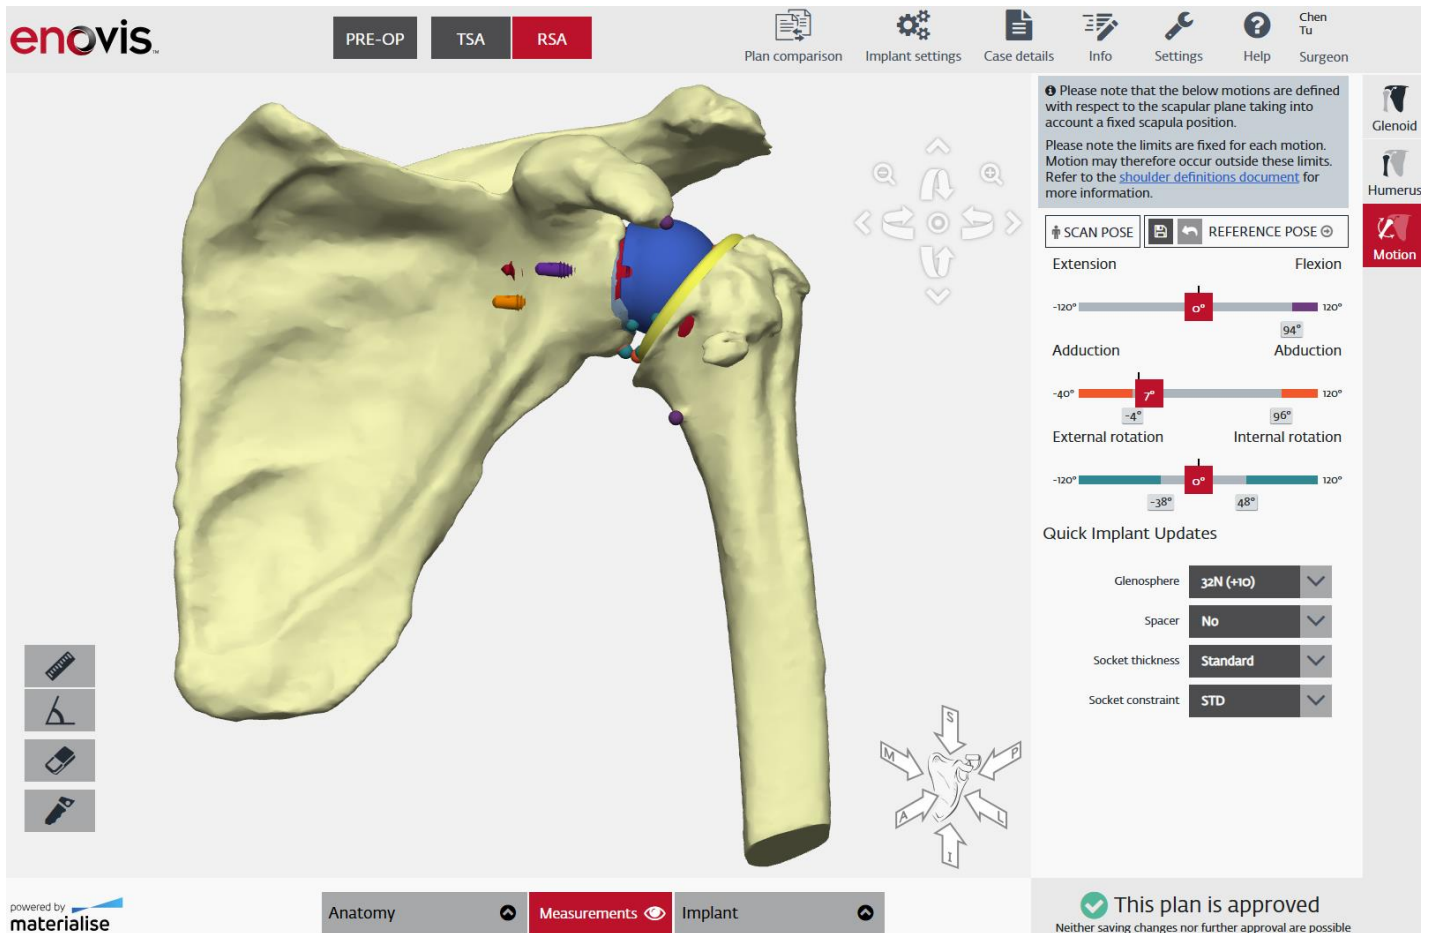 enovis
PRE-OP
TSA
RSA
Plan comparison
Implant settings
Case details
Info
Settings
Help
Chen
Tu
Surgeon
Please note that the below motions are defined
with respect to the scapular plane taking into
account a fixed scapula position.
Please note the limits are fixed for each motion.
Motion may therefore occur outside these limits.
Refer to the shoulder definitions document for
more information.
Glenoid
Humerus
Motion
SCAN POSE
REFERENCE POSE
Extension
Flexion
-120°
0°
120°
94°
Adduction
Abduction
-40°
7°
120°
-4°
96°
External rotation
Internal rotation
-120°
0°
120°
-38°
48°
Quick Implant Updates
Glenosphere
32N (+10)
Spacer
No
Socket thickness
Standard
Socket constraint
STD
S
M
P
A
L
I
powered by
materialise
Anatomy
Measurements
Implant
This plan is approved
Neither saving changes nor further approval are possible